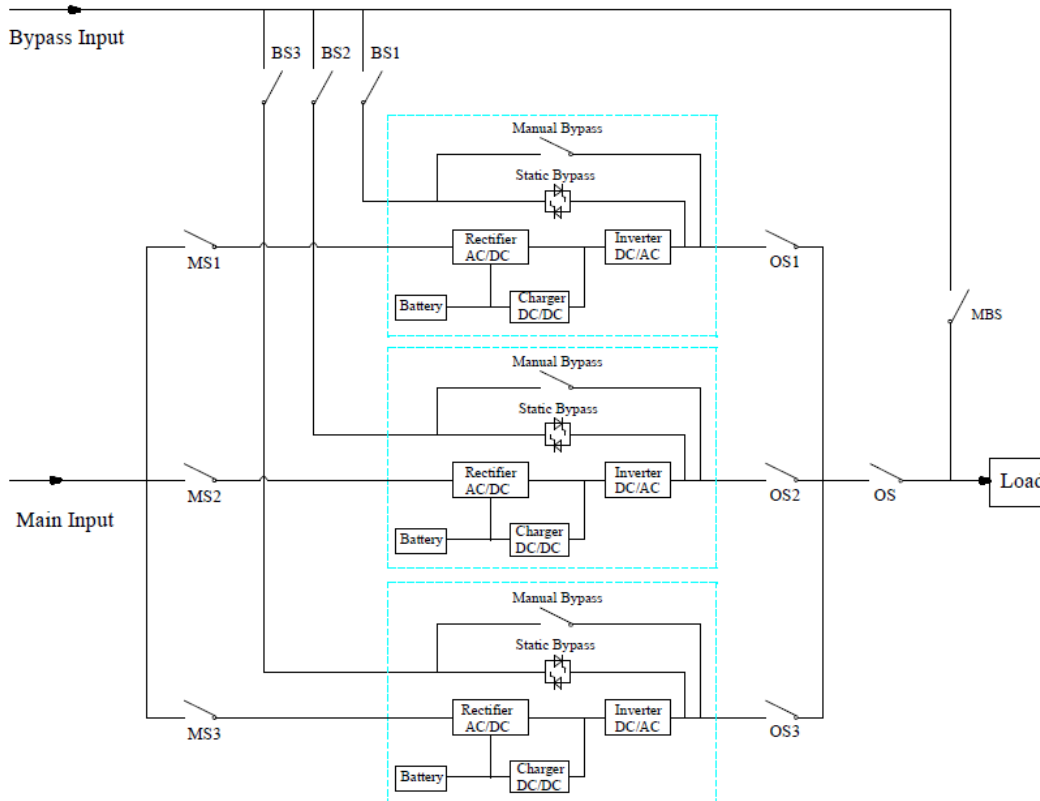 Bypass Input
BS3
BS2
BS1
Manual Bypass
Static Bypass
Rectifier
AC/DC
Inverter
DC/AC
MS1
OS1
Battery
Charger
DC/DC
MBS
Manual Bypass
Static Bypass
Rectifier
AC/DC
Inverter
DC/AC
MS2
OS2
OS
Load
Main Input
Battery
Charger
DC/DC
Manual Bypass
Static Bypass
Rectifier
AC/DC
Inverter
DC/AC
MS3
OS3
Battery
Charger
DC/DC